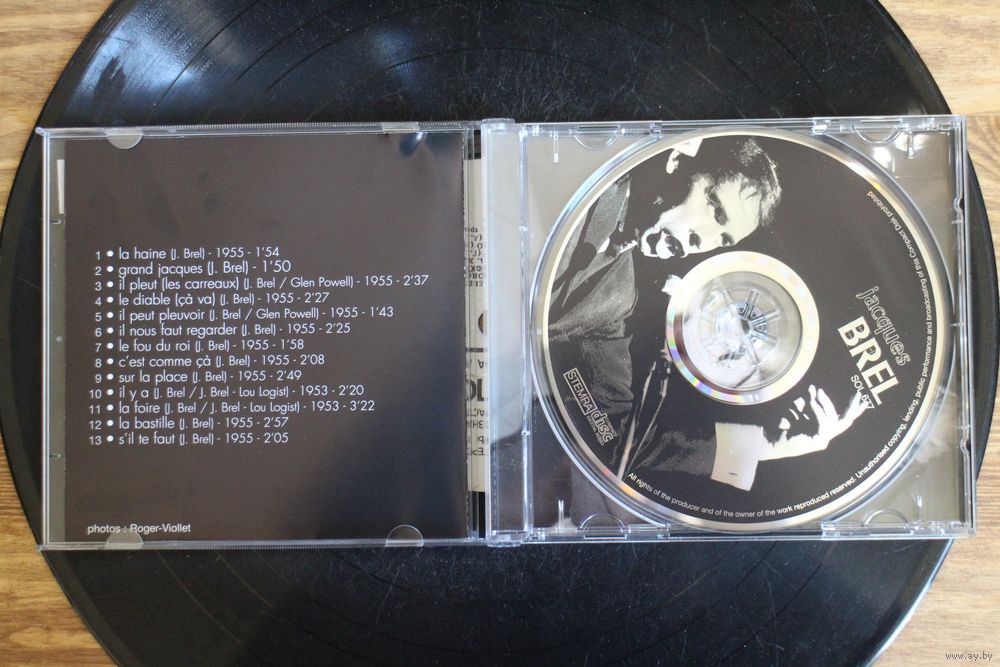 1 • la haine (J. Brel) - 1955 - 1'54
2 • grand jacques (J. Brel) - 1'50
3 • il pleut (les carreaux) (J. Brel / Glen Powell) - 1955 - 2'37
4 • le diable (çà va) (J. Brel) - 1955 - 2'27
5 • il peut pleuvoir (J. Brel / Glen Powell) - 1955 - 1'43
6 • il nous faut regarder (J. Brel) - 1955 - 2'25
7 • le fou du roi (J. Brel) - 1955 - 1'58
8 • c'est comme çà (J. Brel) - 1955 - 2'08
9 • sur la place (J. Brel) - 1955 - 2'49
10 • il y a (J. Brel / J. Brel - Lou Logist) - 1953 - 2'20
11 • la foire (J. Brel / J. Brel - Lou Logist) - 1953 - 3'22
12 • la bastille (J. Brel) - 1955 - 2'57
13 • s'il te faut (J. Brel) - 1955 - 2'05
photos : Roger-Viollet
jacques
BREL
STEMRA
disc
All rights of the producer and of the owner of the work reproduced reserved. Unauthorised copying, lending, public performance and broadcasting of this Compact Disk prohibited
www.ay.by